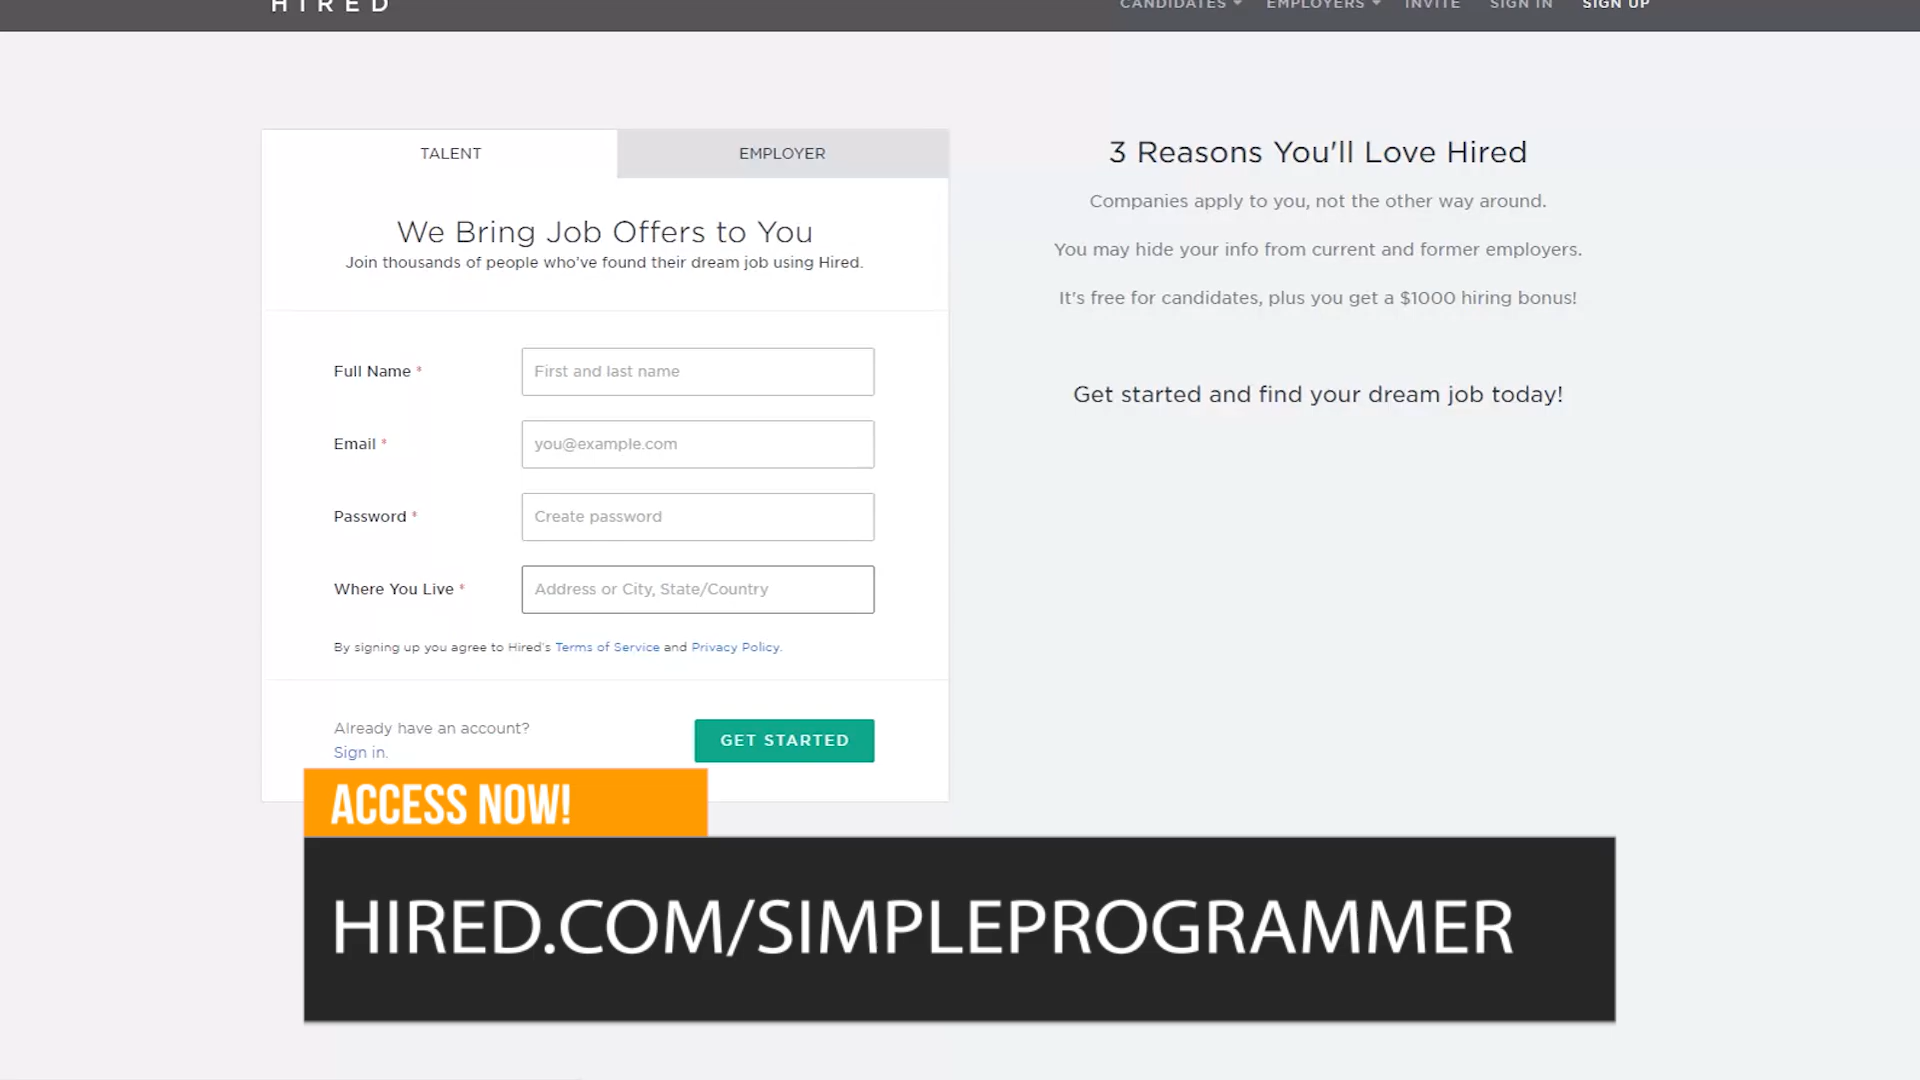 HIRED
CANDIDATES EMPLOYERS INVITE SIGN IN SIGN UP
TALENT
EMPLOYER
We Bring Job Offers to You
Join thousands of people who've found their dream job using Hired.
Full Name *
First and last name
Email *
you@example.com
Password *
Create password
Where You Live *
Address or City, State/Country
By signing up you agree to Hired's Terms of Service and Privacy Policy.
Already have an account?
Sign in.
GET STARTED
3 Reasons You'll Love Hired
Companies apply to you, not the other way around.
You may hide your info from current and former employers.
It's free for candidates, plus you get a $1000 hiring bonus!
Get started and find your dream job today!
ACCESS NOW!
HIRED.COM/SIMPLEPROGRAMMER